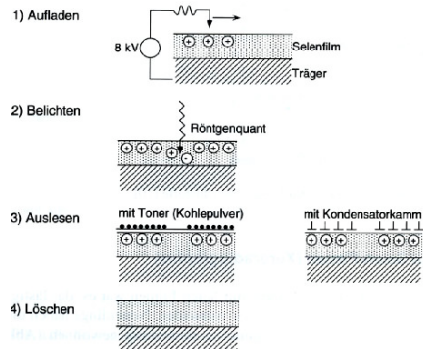 1) Aufladen
8 kV
Selenfilm
Träger
2) Belichten
Röntgenquant
3) Auslesen
mit Toner (Kohlepulver)
mit Kondensatorkamm
4) Löschen